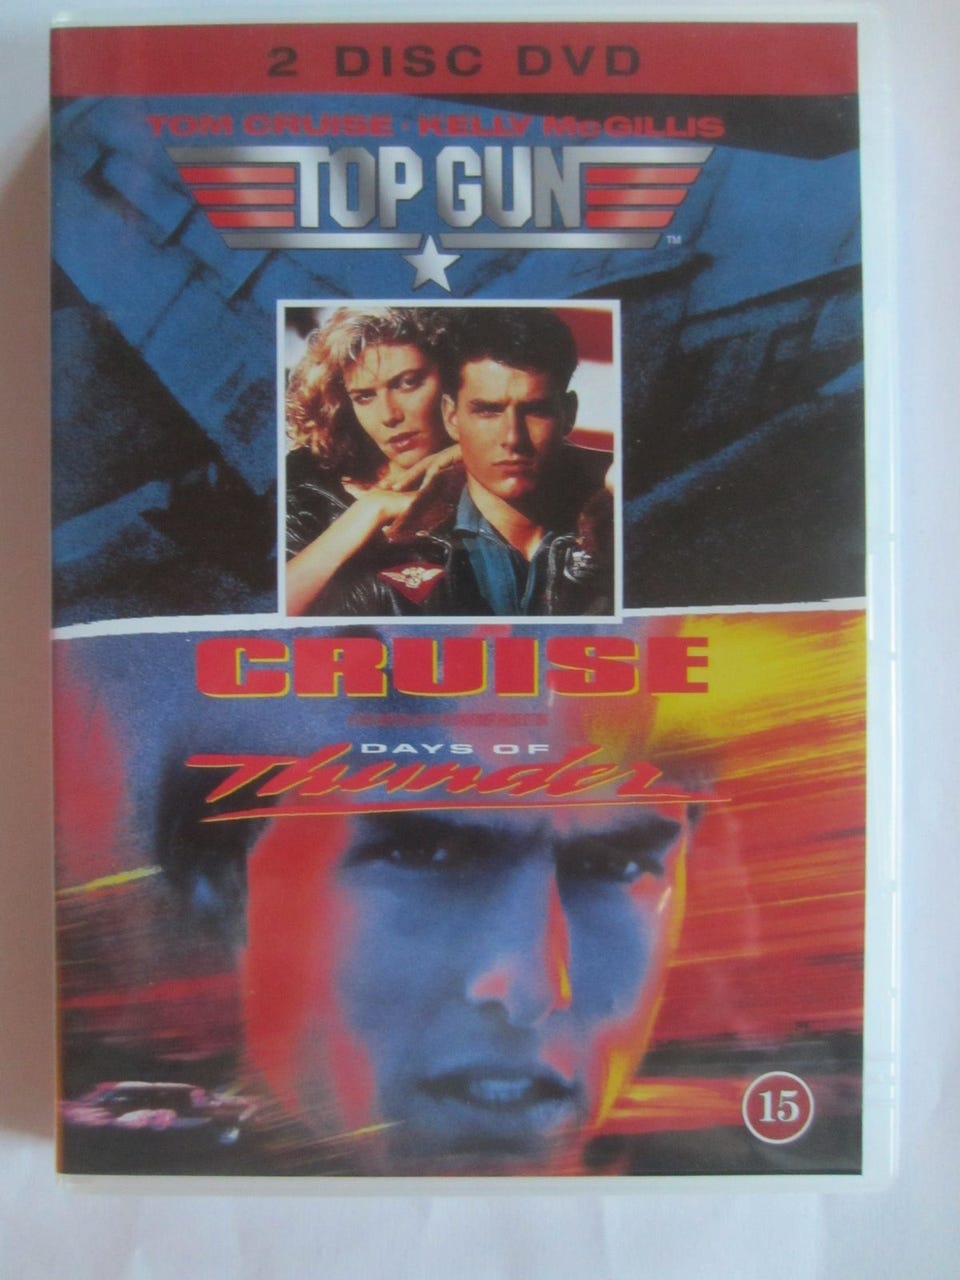 2 DISC DVD
TOM CRUISE · KELLY McGILLIS
TOP GUN
TM
CRUISE
DAYS OF
Thunder
15